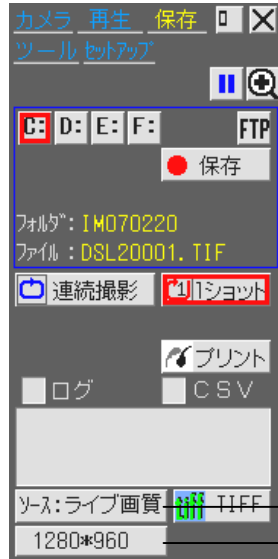 カメラ 再生 保存
ツール ｾｯﾄｱｯﾌﾟ
C: D: E: F: FTP
保存
ﾌｫﾙﾀﾞ: IM070220
ﾌｧｲﾙ : DSL20001.TIF
連続撮影 1 1ｼｮｯﾄ
プリント
ログ CSV
ｿｰｽ:ライブ画質 tiff TIFF
1280*960